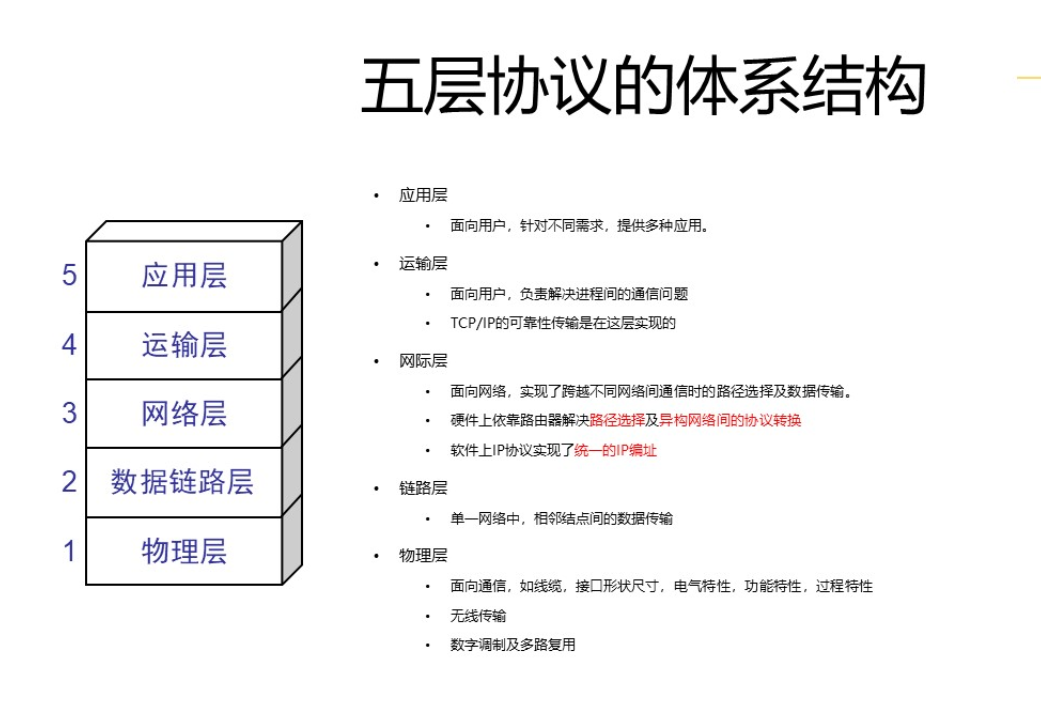 五层协议的体系结构
5 应用层
4 运输层
3 网络层
2 数据链路层
1 物理层
• 应用层
• 面向用户，针对不同需求，提供多种应用。
• 运输层
• 面向用户，负责解决进程间的通信问题
• TCP/IP的可靠性传输是在这层实现的
• 网际层
• 面向网络，实现了跨越不同网络间通信时的路径选择及数据传输。
• 硬件上依靠路由器解决路径选择及异构网络间的协议转换
• 软件上IP协议实现了统一的IP编址
• 链路层
• 单一网络中，相邻结点间的数据传输
• 物理层
• 面向通信，如线缆，接口形状尺寸，电气特性，功能特性，过程特性
• 无线传输
• 数字调制及多路复用